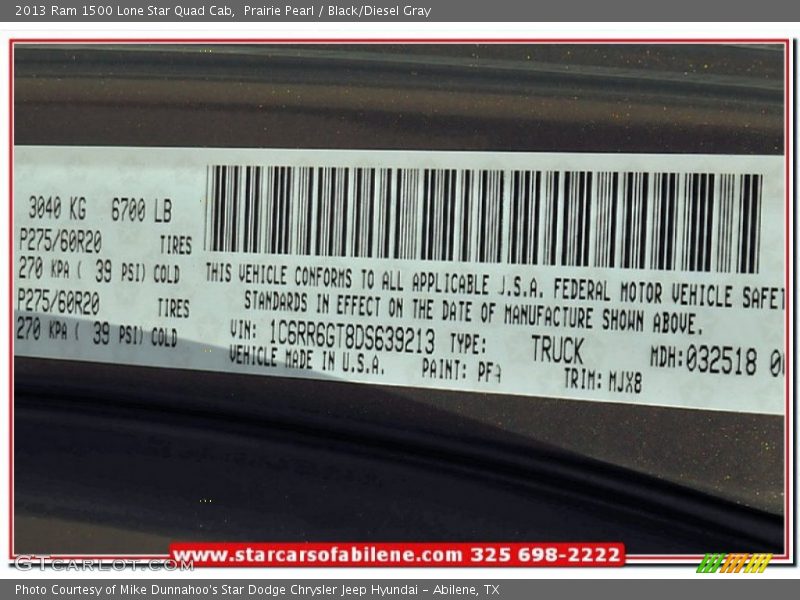 2013 Ram 1500 Lone Star Quad Cab, Prairie Pearl / Black/Diesel Gray
3040 KG 6700 LB
P275/60R20 TIRES
270 KPA ( 39 PSI) COLD
P275/60R20 TIRES
270 KPA ( 39 PSI) COLD
THIS VEHICLE CONFORMS TO ALL APPLICABLE U.S.A. FEDERAL MOTOR VEHICLE SAFET
STANDARDS IN EFFECT ON THE DATE OF MANUFACTURE SHOWN ABOVE.
VIN: 1C6RR6GT8DS639213 TYPE: TRUCK MDH:032518 0
VEHICLE MADE IN U.S.A. PAINT: TRIM: MJX8
www.starcarsofabilene.com 325 698-2222
GTCARLOT.COM
Photo Courtesy of Mike Dunnahoo's Star Dodge Chrysler Jeep Hyundai – Abilene, TX